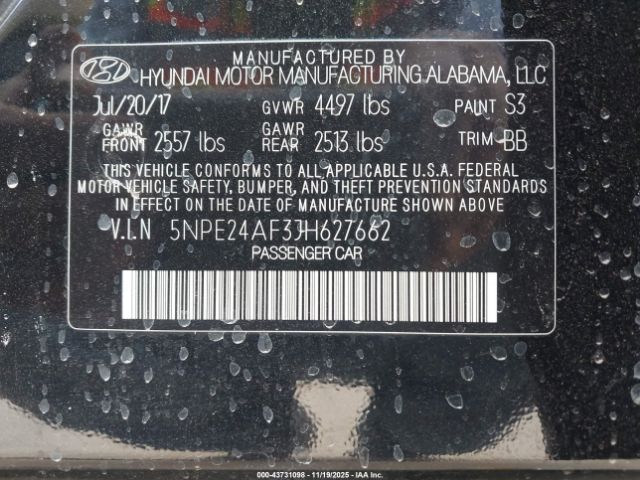 MANUFACTURED BY
HYUNDAI MOTOR MANUFACTURING ALABAMA, LLC
Jul/20/17 GVWR 4497 lbs PAINT S3
GAWR FRONT 2557 lbs GAWR REAR 2513 lbs TRIM BB
THIS VEHICLE CONFORMS TO ALL APPLICABLE U.S.A. FEDERAL
MOTOR VEHICLE SAFETY, BUMPER, AND THEFT PREVENTION STANDARDS
IN EFFECT ON THE DATE OF MANUFACTURE SHOWN ABOVE.
V.I.N 5NPE24AF3JH627662
PASSENGER CAR
000-43731098 - 11/19/2025 - IAAI.com